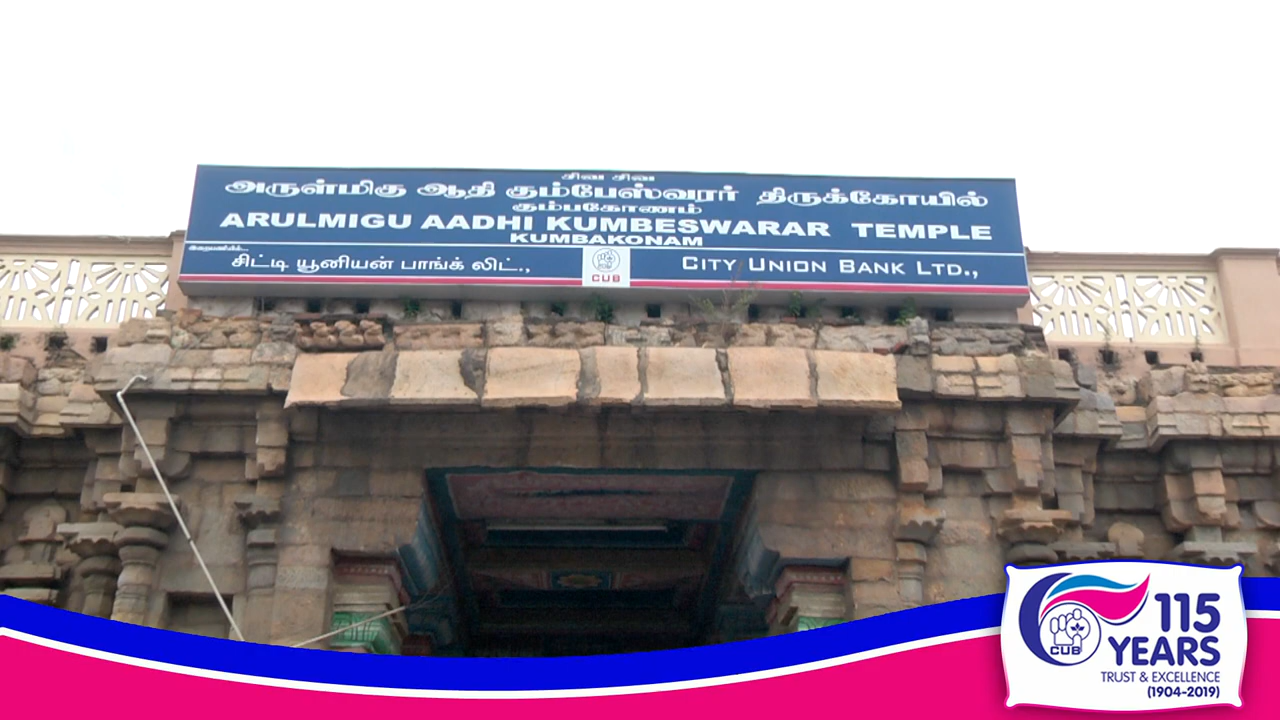 சிவ சிவ
அருள்மிகு ஆதி கும்பேஸ்வரர் திருக்கோயில்
கும்பகோணம்
ARULMIGU AADHI KUMBESWARAR TEMPLE
KUMBAKONAM
சிட்டி யூனியன் பாங்க் லிட்.,
CUB
CITY UNION BANK LTD.,
CUB
115
YEARS
TRUST & EXCELLENCE
(1904-2019)